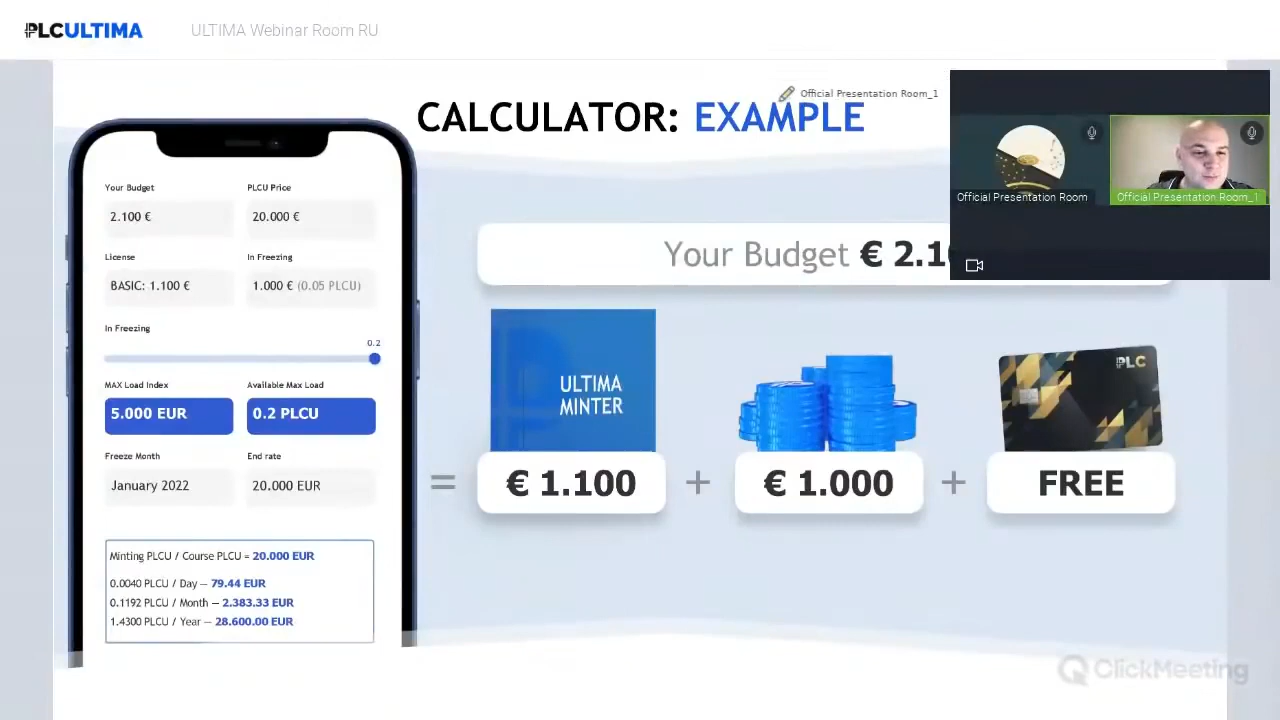 PLCULTIMA
ULTIMA Webinar Room RU
Official Presentation Room_1
CALCULATOR: EXAMPLE
Official Presentation Room
Official Presentation Room_1
Your Budget
PLCU Price
2.100 €
20.000 €
License
In Freezing
BASIC: 1.100 €
1.000 € (0.05 PLCU)
In Freezing
0.2
MAX Load Index
Available Max Load
5.000 EUR
0.2 PLCU
Freeze Month
End rate
January 2022
20.000 EUR
Minting PLCU / Course PLCU = 20.000 EUR
0.0040 PLCU / Day — 79.44 EUR
0.1192 PLCU / Month — 2.383.33 EUR
1.4300 PLCU / Year — 28.600.00 EUR
Your Budget € 2.1
ULTIMA
MINTER
PLC
= € 1.100 + € 1.000 + FREE
ClickMeeting